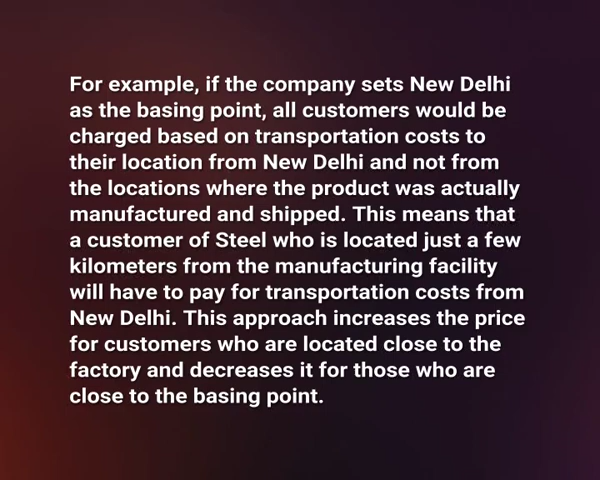 For example, if the company sets New Delhi
as the basing point, all customers would be
charged based on transportation costs to
their location from New Delhi and not from
the locations where the product was actually
manufactured and shipped. This means that
a customer of Steel who is located just a few
kilometers from the manufacturing facility
will have to pay for transportation costs from
New Delhi. This approach increases the price
for customers who are located close to the
factory and decreases it for those who are
close to the basing point.